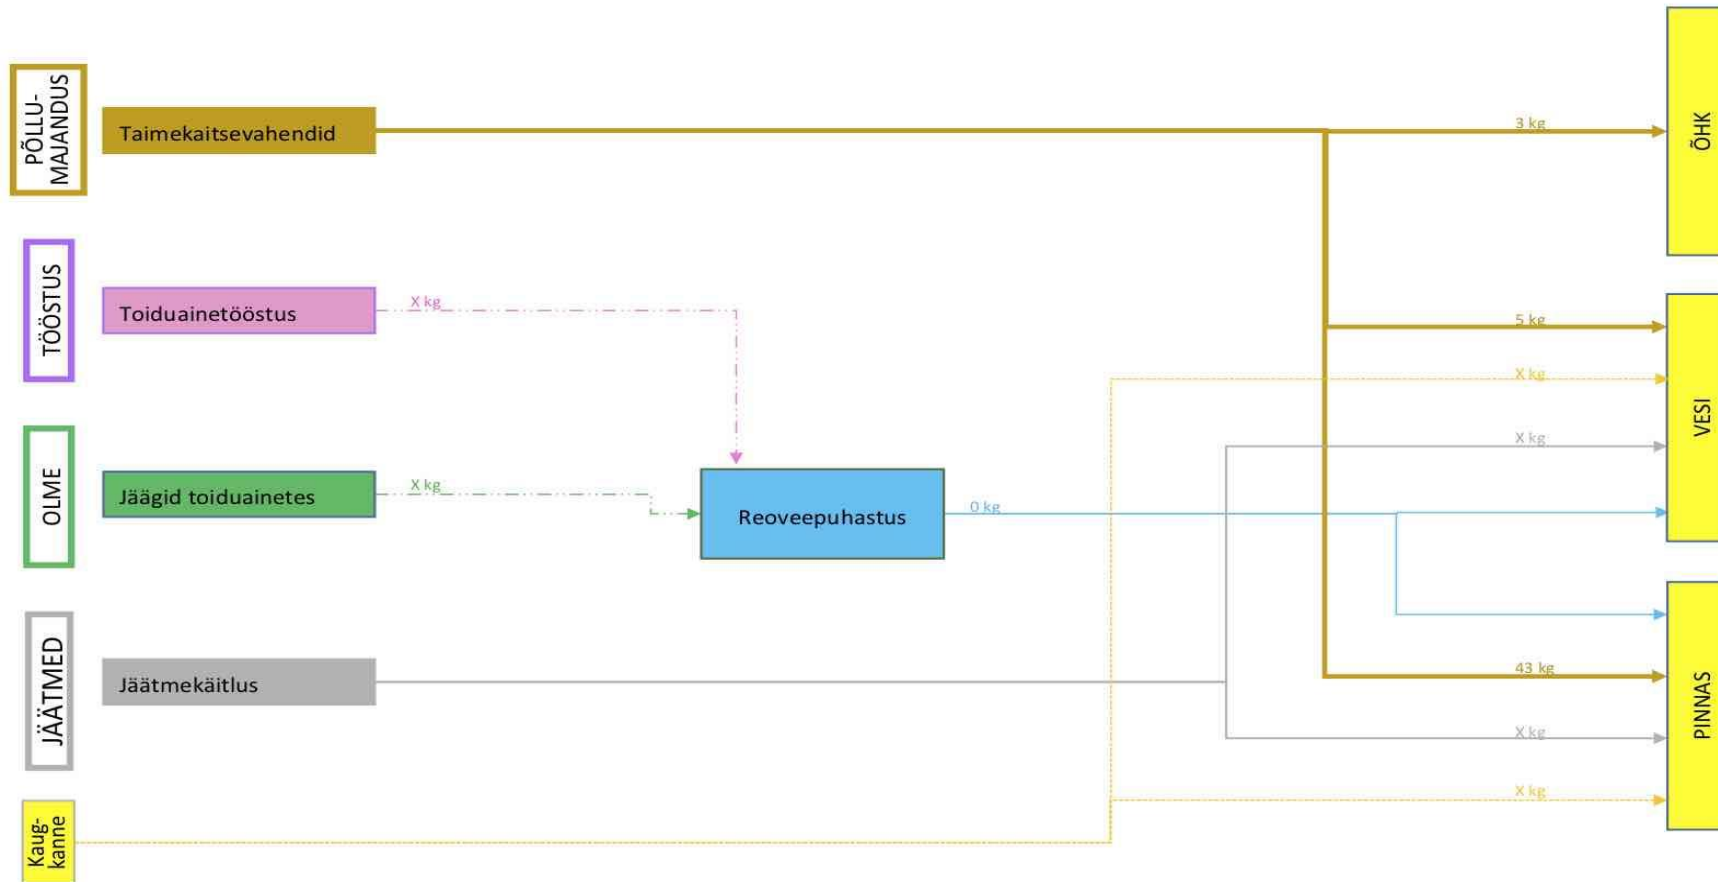 PÕLLU-
MAJANDUS
Taimekaitsevahendid
3 kg
ÕHK
TÖÖSTUS
Toiduainetööstus
X kg
5 kg
X kg
VESI
OLME
Jäägid toiduainetes
X kg
Reoveepuhastus
0 kg
X kg
JÄÄTMED
Jäätmekäitlus
43 kg
X kg
PINNAS
X kg
Kaug-
kanne